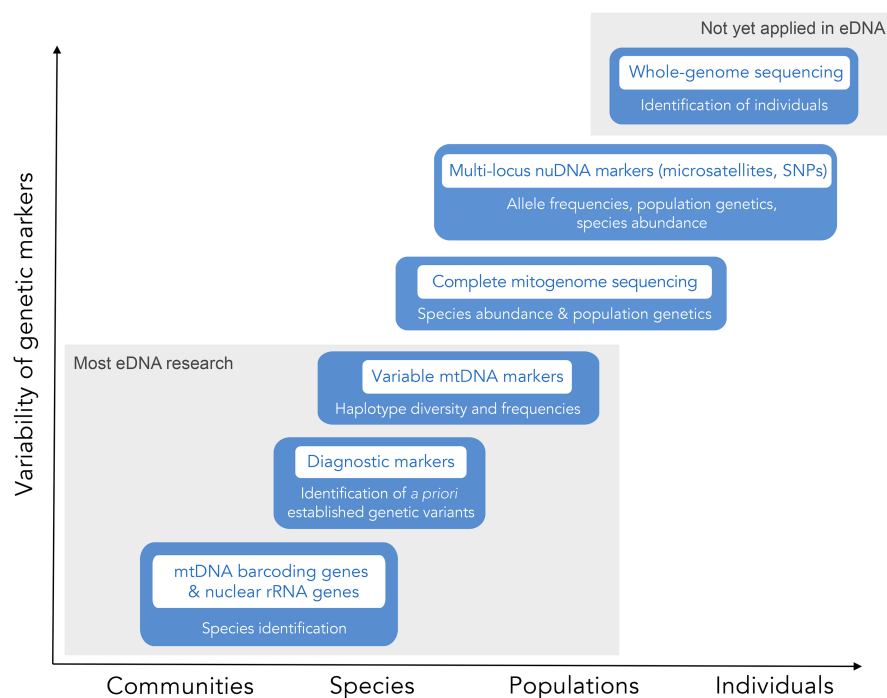 Not yet applied in eDNA
Whole-genome sequencing
Identification of individuals
Multi-locus nuDNA markers (microsatellites, SNPs)
Allele frequencies, population genetics,
species abundance
Complete mitogenome sequencing
Species abundance & population genetics
Most eDNA research
Variable mtDNA markers
Haplotype diversity and frequencies
Diagnostic markers
Identification of a priori
established genetic variants
mtDNA barcoding genes
& nuclear rRNA genes
Species identification
Variability of genetic markers
Communities
Species
Populations
Individuals